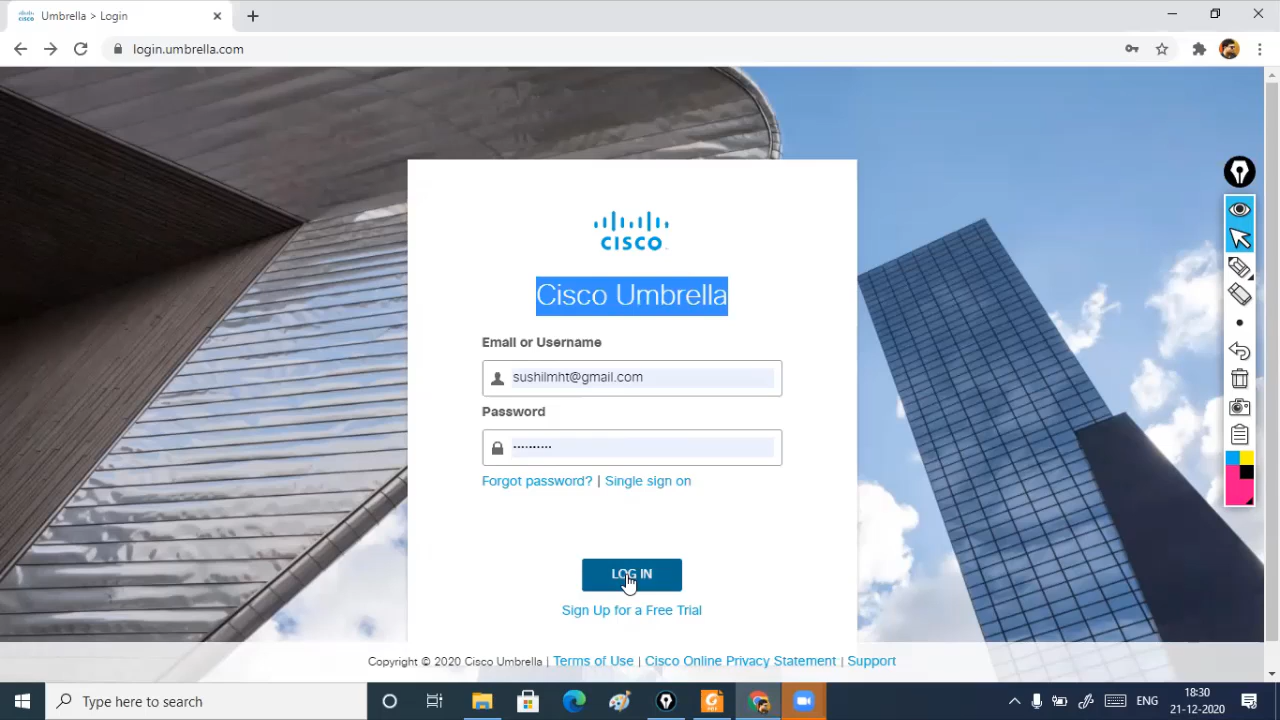 Umbrella > Login
login.umbrella.com
CISCO
Cisco Umbrella
Email or Username
sushilmht@gmail.com
Password
Forgot password? | Single sign on
LOG IN
Sign Up for a Free Trial
Copyright © 2020 Cisco Umbrella | Terms of Use | Cisco Online Privacy Statement | Support
Type here to search
ENG
18:30
21-12-2020